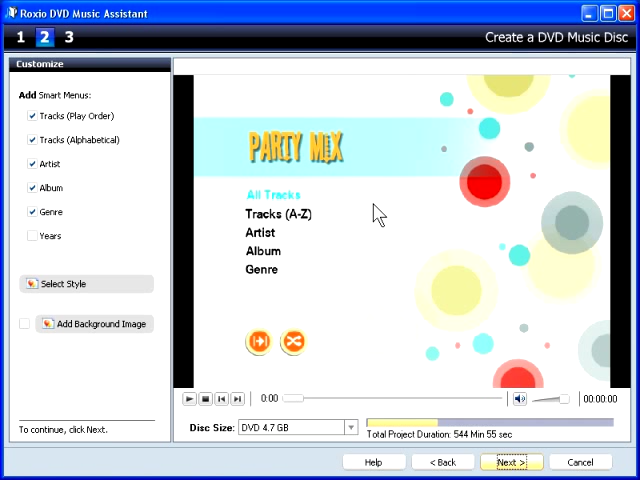 Roxio DVD Music Assistant
1 2 3
Create a DVD Music Disc
Customize
Add Smart Menus:
Tracks (Play Order)
Tracks (Alphabetical)
Artist
Album
Genre
Years
Select Style
Add Background Image
To continue, click Next.
PARTY MIX
All Tracks
Tracks (A-Z)
Artist
Album
Genre
0:00
00:00:00
Disc Size: DVD 4.7 GB
Total Project Duration: 544 Min 55 sec
Help
< Back
Next >
Cancel